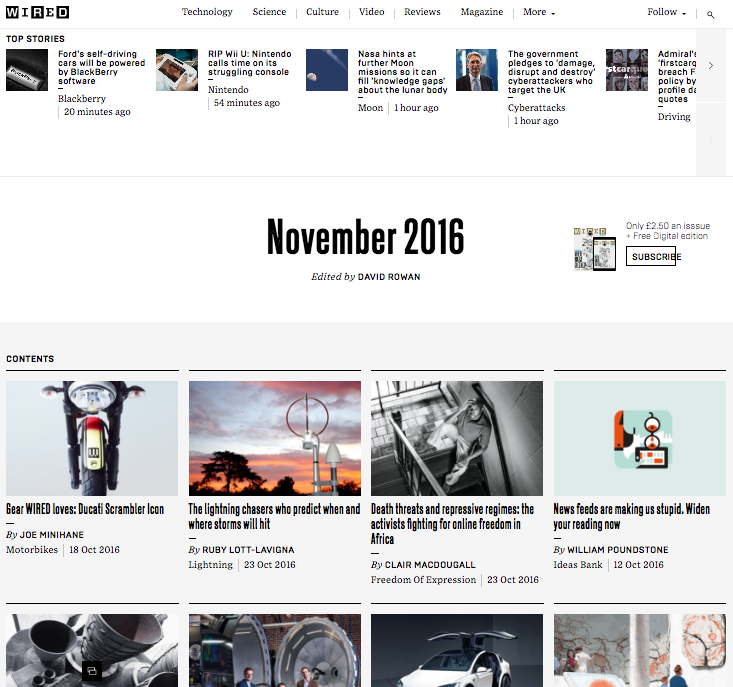 WIRED
Technology Science Culture Video Reviews Magazine More Follow
TOP STORIES
Ford's self-driving
cars will be powered
by BlackBerry
software
Blackberry
20 minutes ago
RIP Wii U: Nintendo
calls time on its
struggling console
Nintendo
54 minutes ago
Nasa hints at
further Moon
missions so it can
fill 'knowledge gaps'
about the lunar body
Moon 1 hour ago
The government
pledges to 'damage,
disrupt and destroy'
cyberattackers who
target the UK
Cyberattacks
1 hour ago
Admiral's
'firstcarq
breach F
policy by
profile da
quotes
Driving
November 2016
Edited by DAVID ROWAN
Only £2.50 an isssue
+ Free Digital edition
SUBSCRIBE
CONTENTS
Gear WIRED loves: Ducati Scrambler Icon
By JOE MINIHANE
Motorbikes 18 Oct 2016
The lightning chasers who predict when and
where storms will hit
By RUBY LOTT-LAVIGNA
Lightning 23 Oct 2016
Death threats and repressive regimes: the
activists fighting for online freedom in
Africa
By CLAIR MACDOUGALL
Freedom Of Expression 23 Oct 2016
News feeds are making us stupid. Widen
your reading now
By WILLIAM POUNDSTONE
Ideas Bank 12 Oct 2016